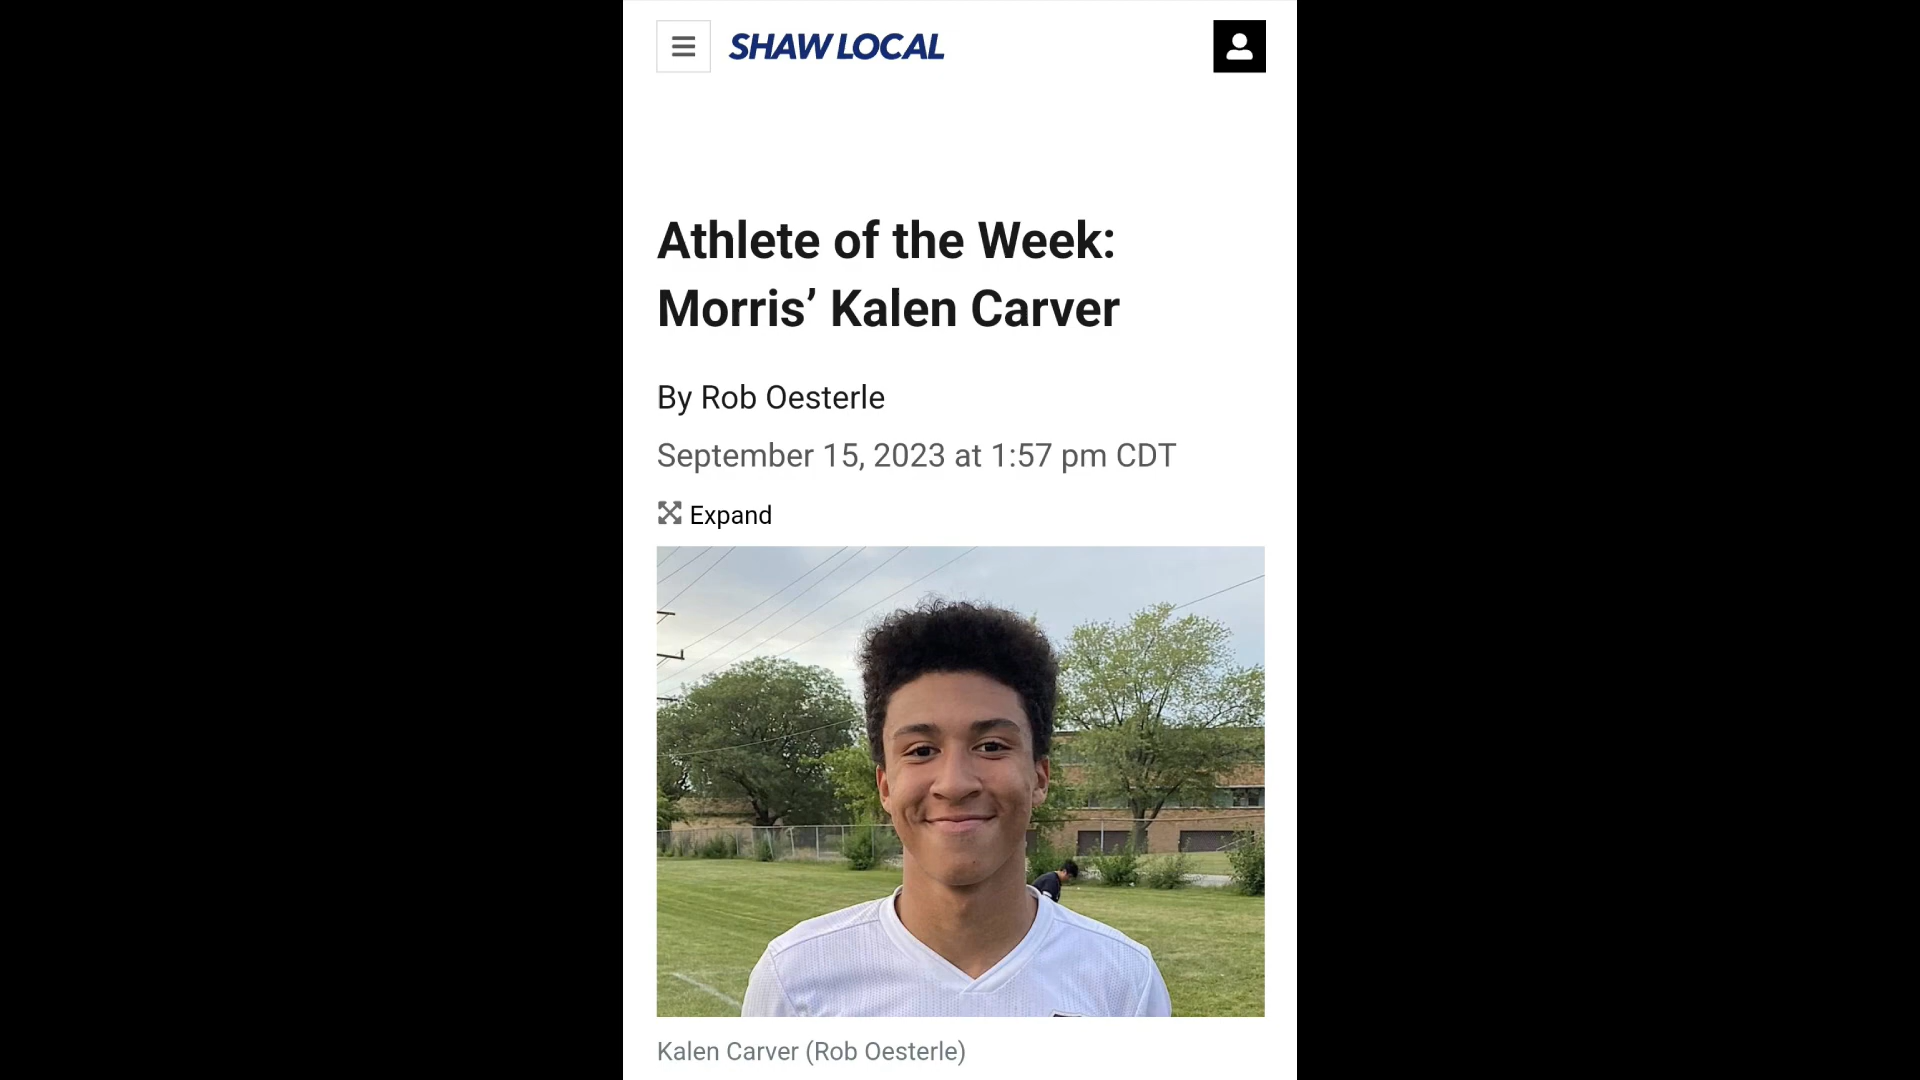 SHAW LOCAL
Athlete of the Week:
Morris’ Kalen Carver
By Rob Oesterle
September 15, 2023 at 1:57 pm CDT
Expand
Kalen Carver (Rob Oesterle)